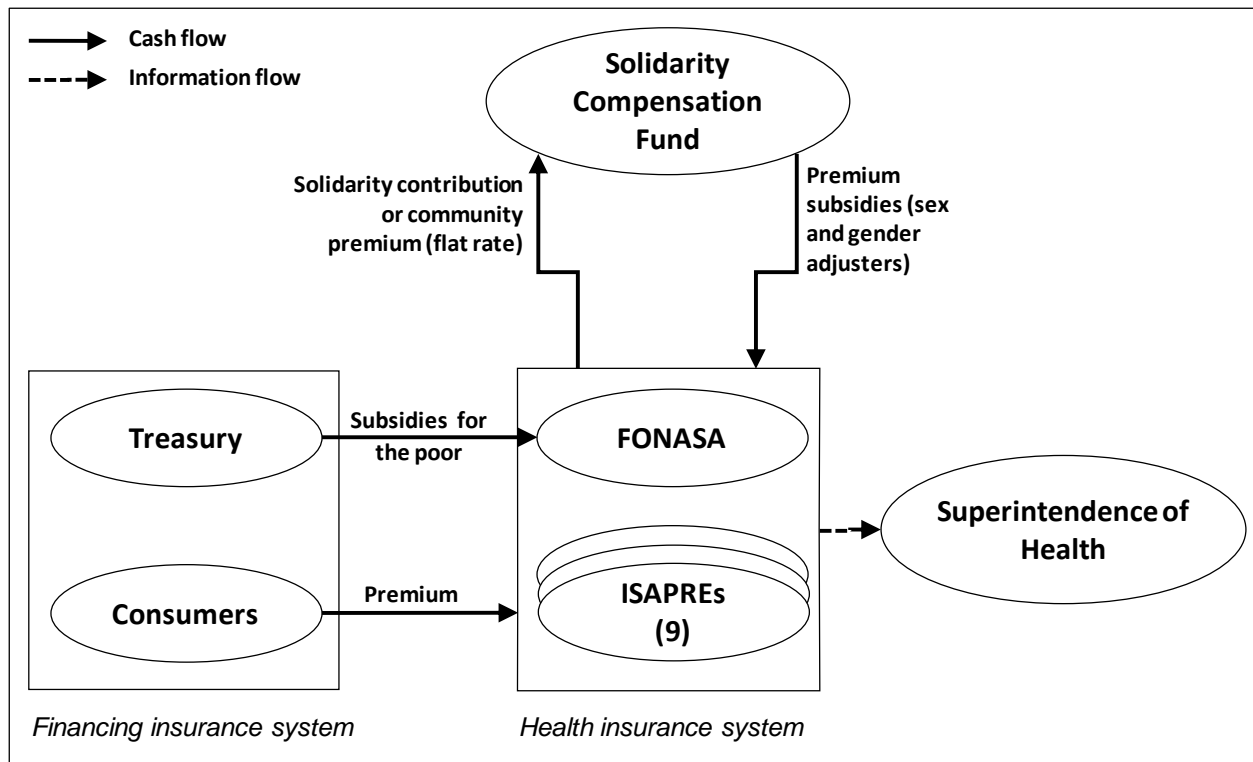 Cash flow
Information flow
Solidarity
Compensation
Fund
Solidarity contribution
or community
premium (flat rate)
Premium
subsidies (sex
and gender
adjusters)
Treasury
Subsidies for
the poor
FONASA
Superintendence of
Health
Consumers
Premium
ISAPREs
(9)
Financing insurance system
Health insurance system